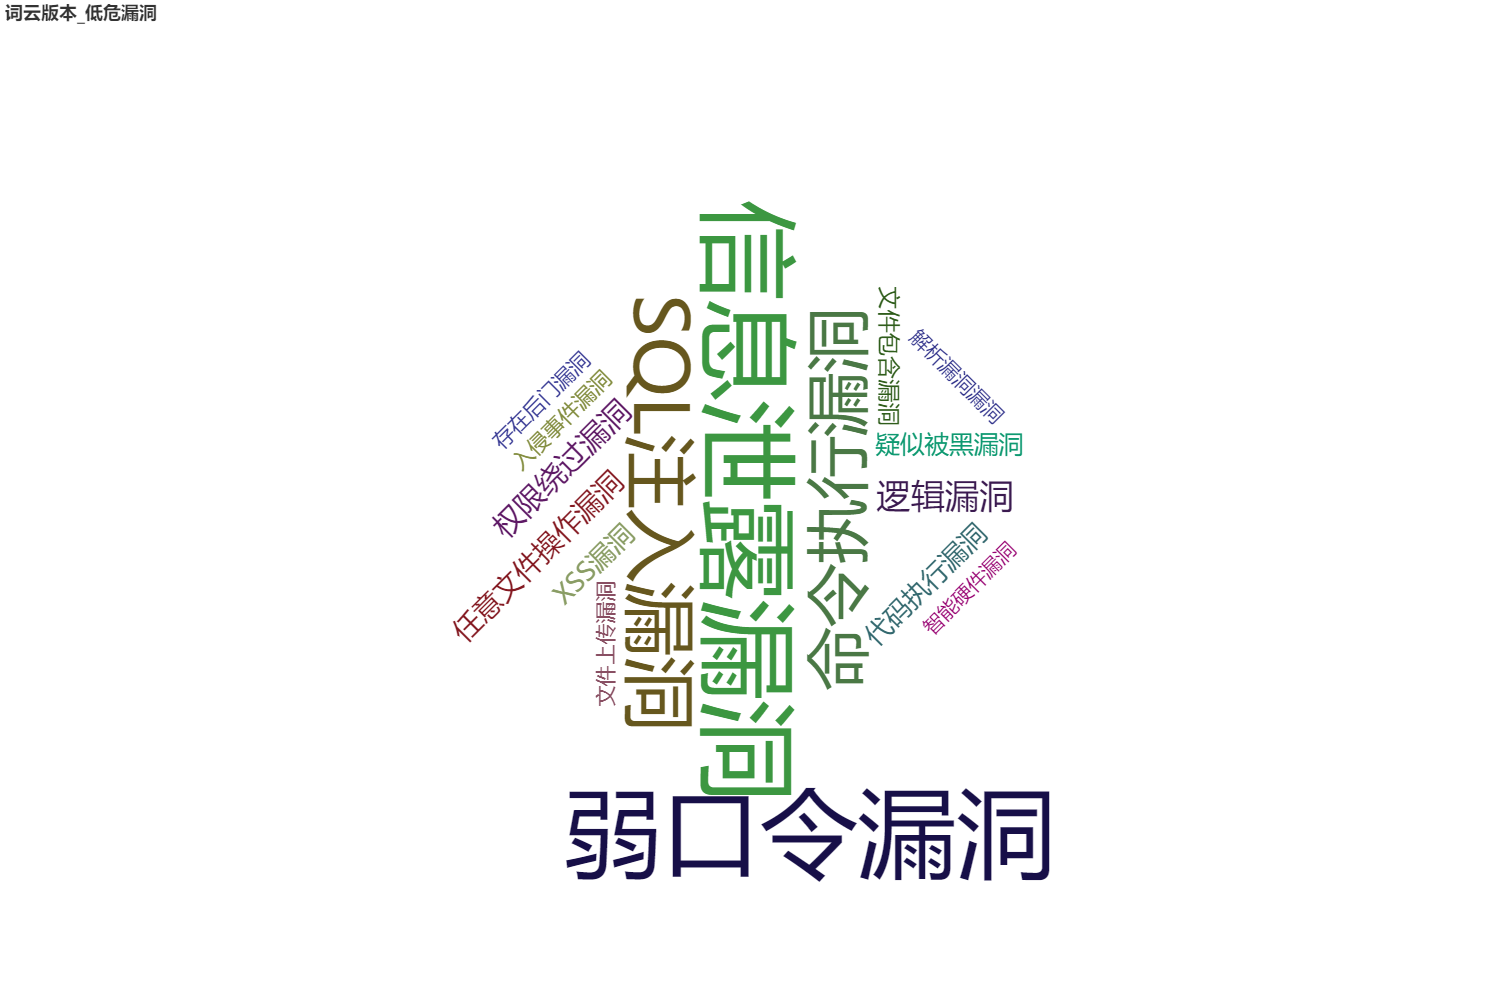 词云版本_低危漏洞
信息泄露漏洞
SQL注入漏洞
命令执行漏洞
文件包含漏洞
解析漏洞漏洞
存在后门漏洞
入侵事件漏洞
权限绕过漏洞
疑似被黑漏洞
任意文件操作漏洞
逻辑漏洞
XSS漏洞
代码执行漏洞
智能硬件漏洞
文件上传漏洞
弱口令漏洞